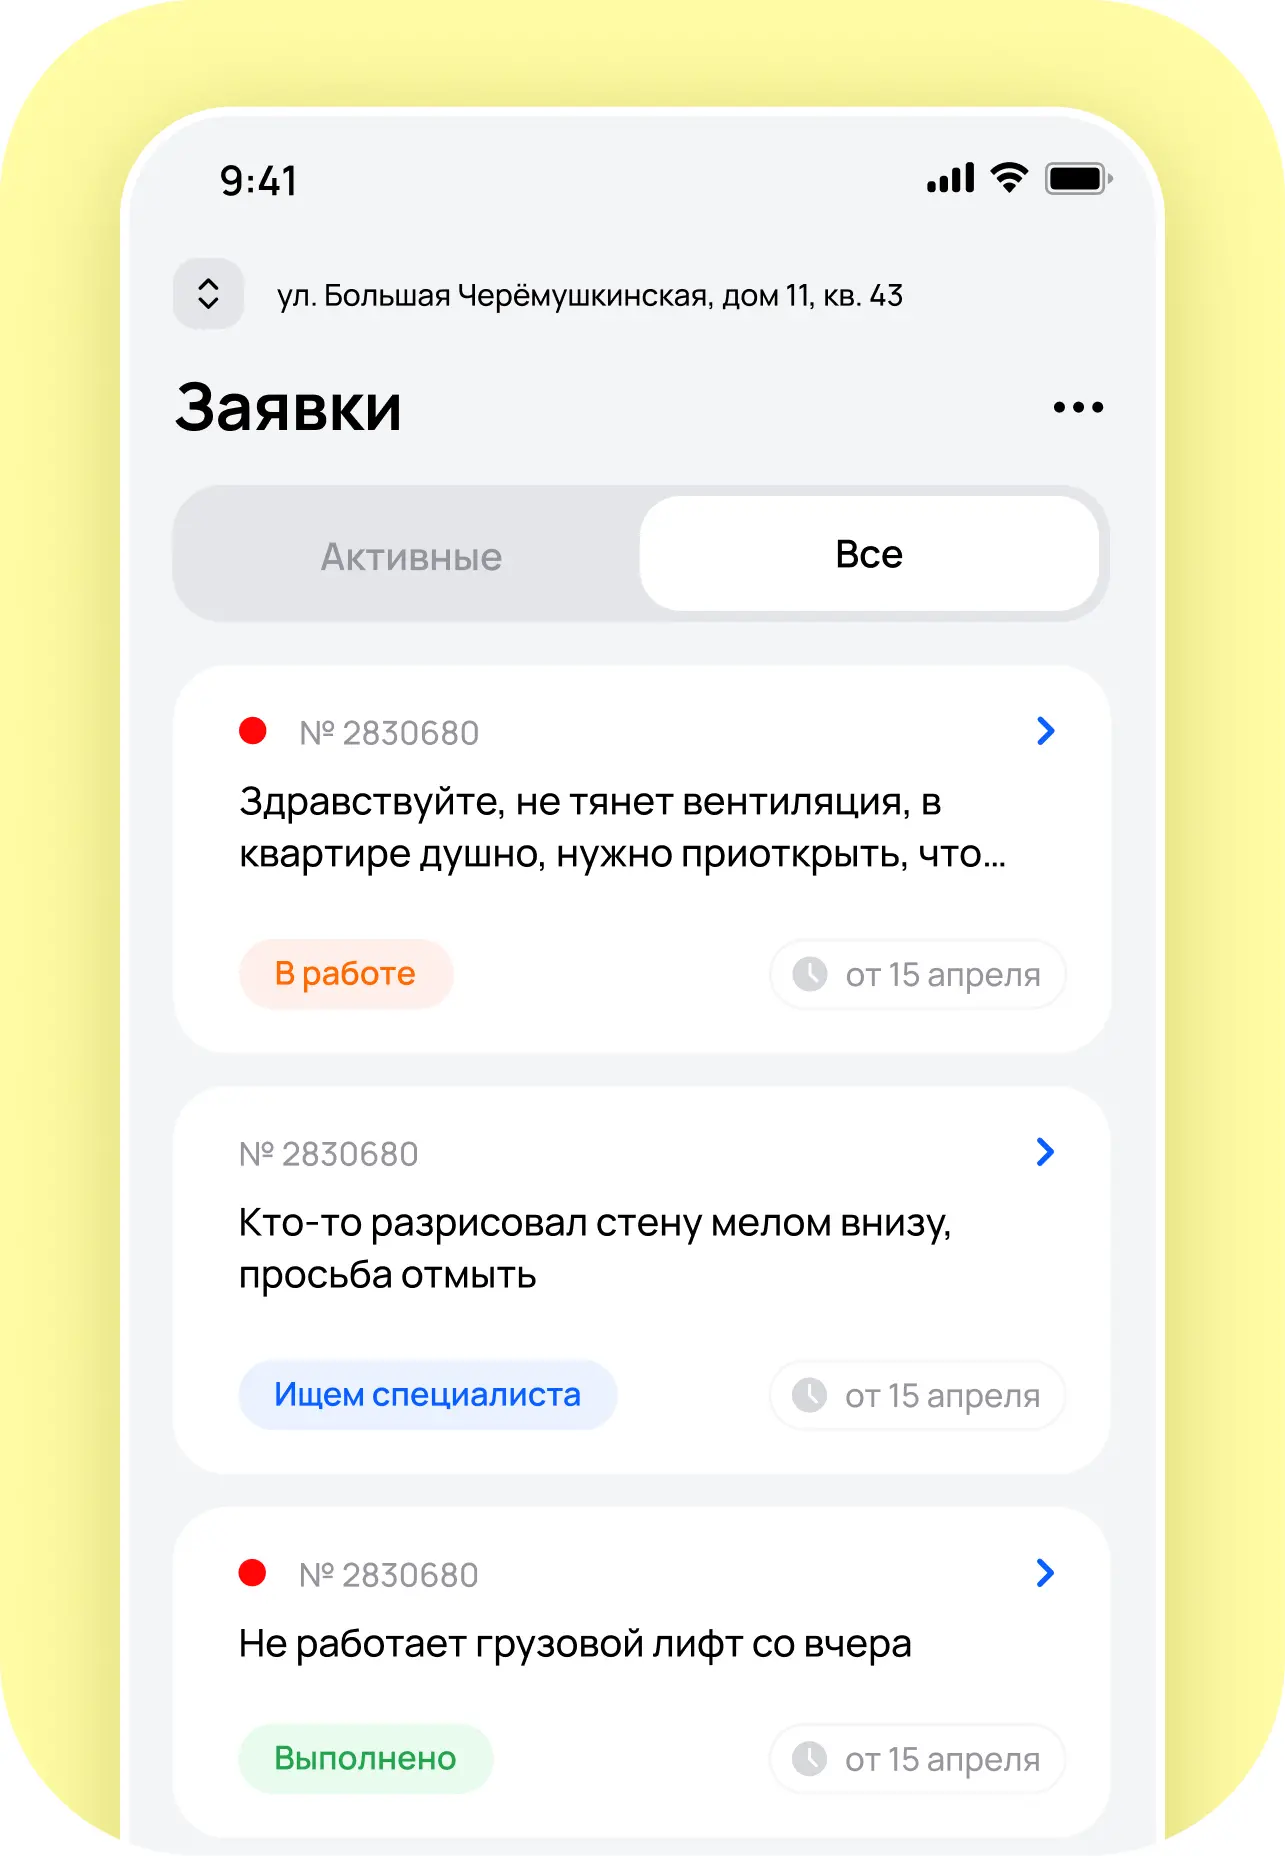 9:41
ул. Большая Черёмушкинская, дом 11, кв. 43
Заявки
Активные
Все
№ 2830680
Здравствуйте, не тянет вентиляция, в
квартире душно, нужно приоткрыть, что...
В работе
от 15 апреля
№ 2830680
Кто-то разрисовал стену мелом внизу,
просьба отмыть
Ищем специалиста
от 15 апреля
№ 2830680
Не работает грузовой лифт со вчера
Выполнено
от 15 апреля